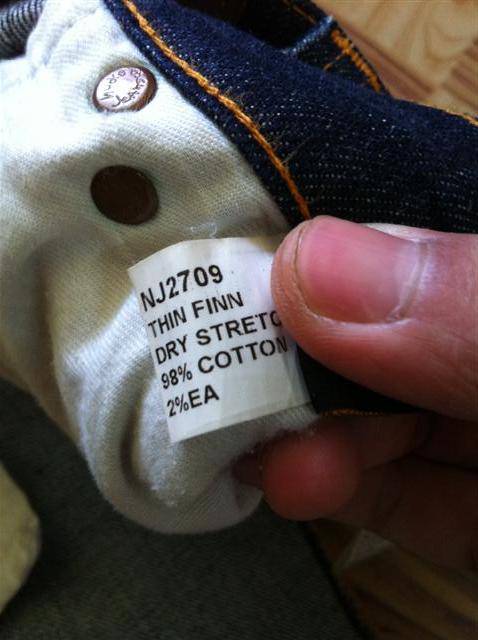 NJ2709
THIN FINN
DRY STRETC
98% COTTON
2%EA